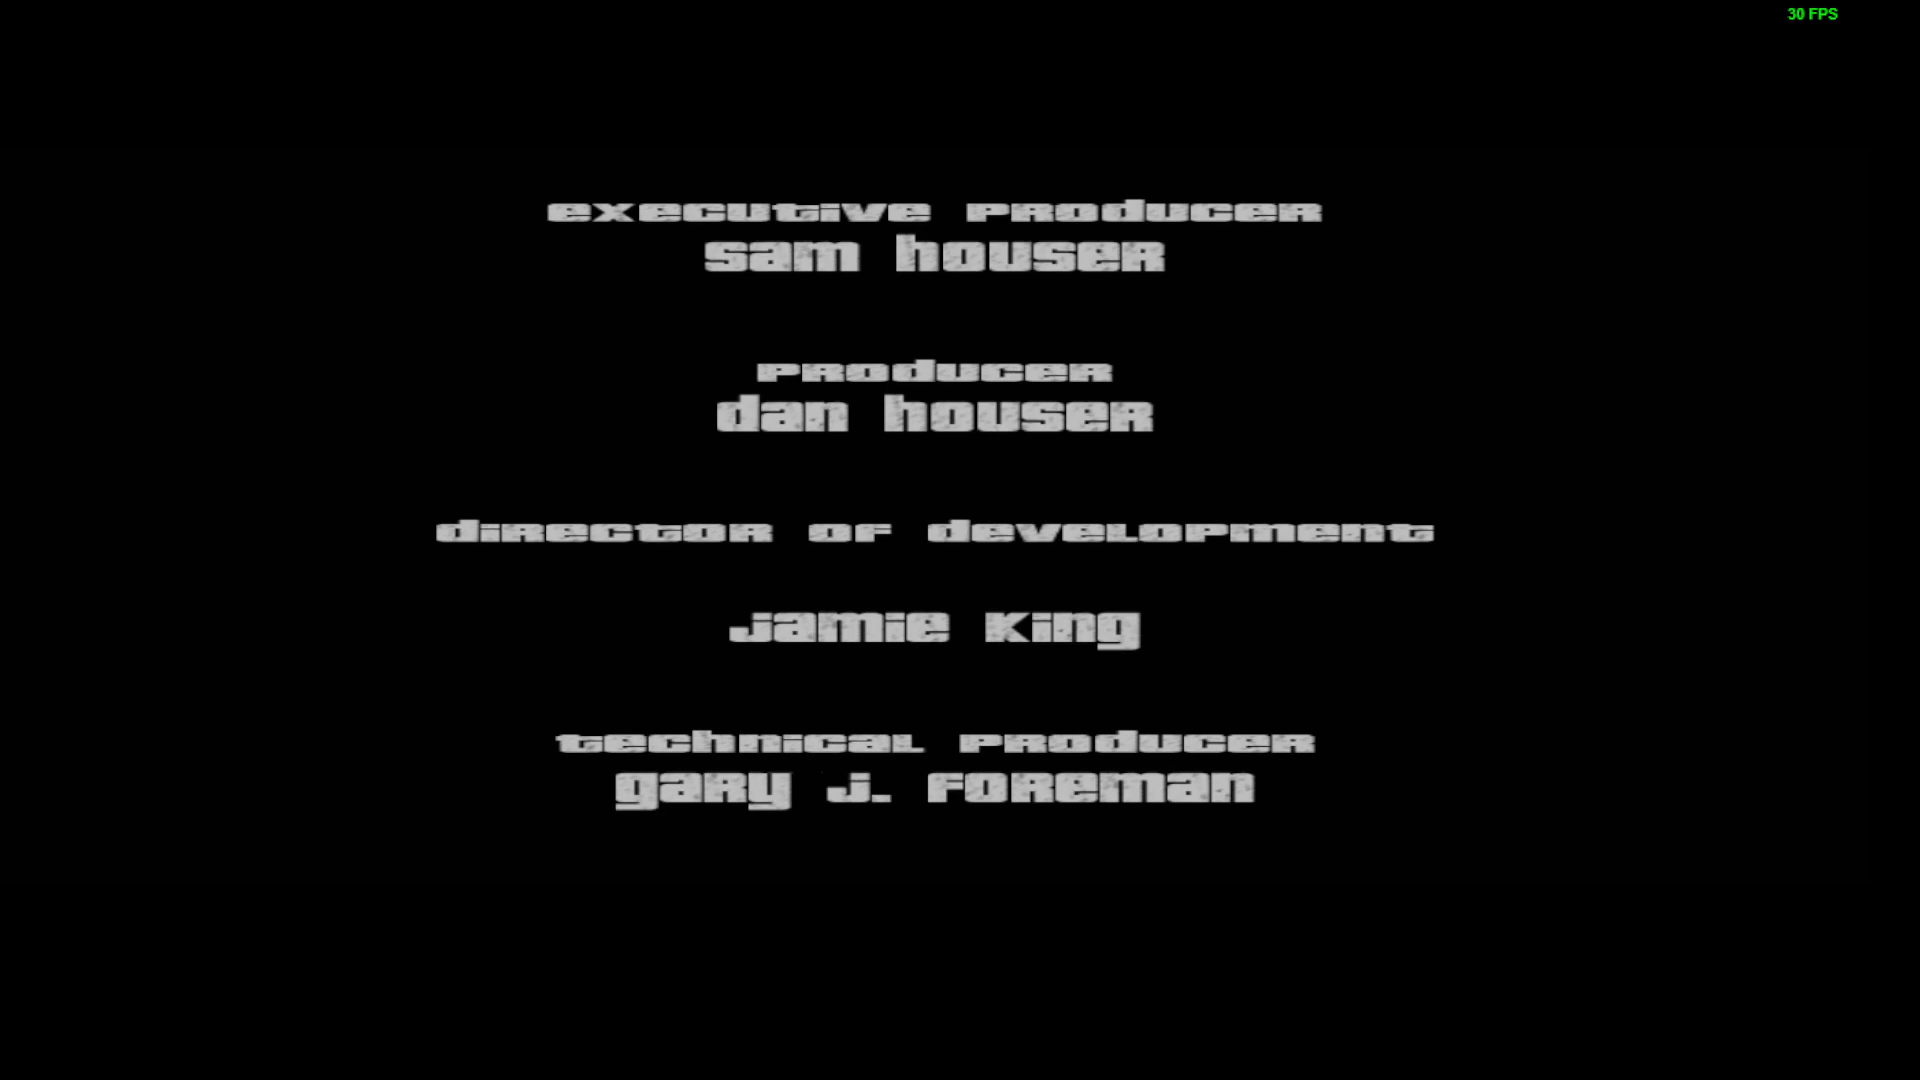 30 FPS
executive producer
sam houser
producer
dan houser
director of development
jamie king
technical producer
gary j. foreman